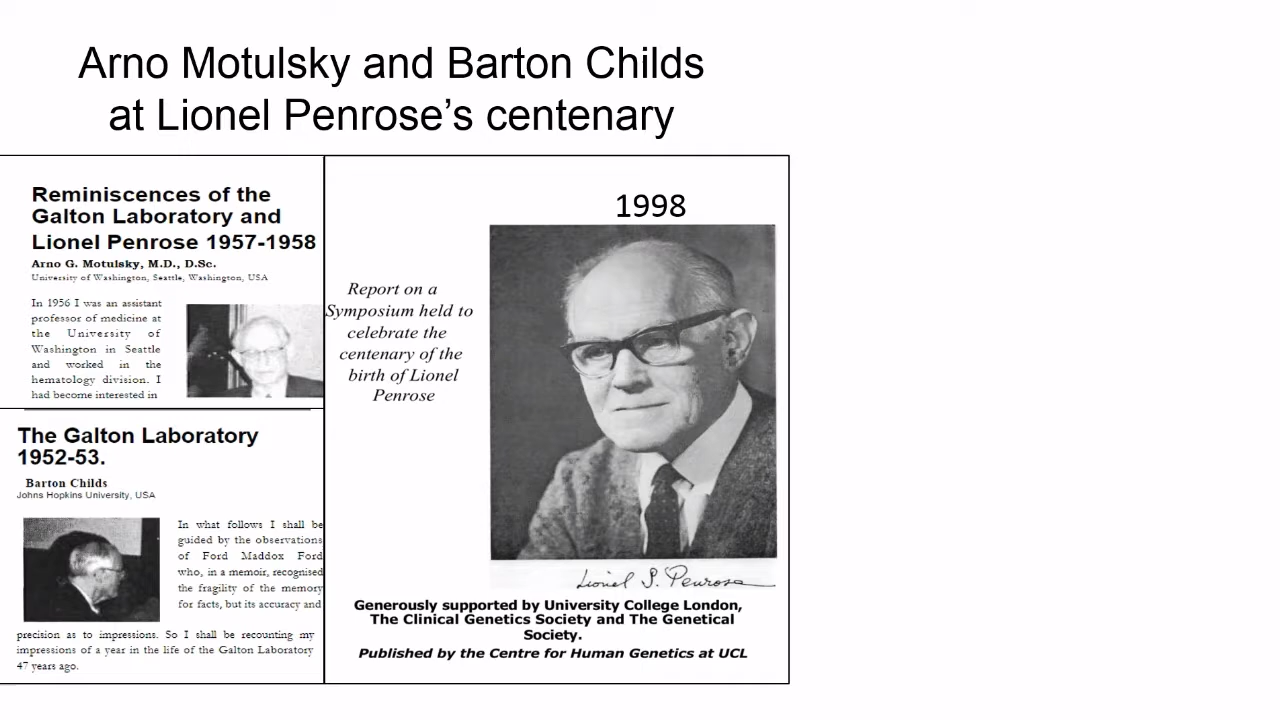 Arno Motulsky and Barton Childs
at Lionel Penrose’s centenary
Reminiscences of the
Galton Laboratory and
Lionel Penrose 1957-1958
Arno G. Motulsky, M.D., D.Sc.
University of Washington, Seattle, Washington, USA
In 1956 I was an assistant
professor of medicine at
the University of
Washington in Seattle
and worked in the
hematology division. I
had become interested in
The Galton Laboratory
1952-53.
Barton Childs
Johns Hopkins University, USA
In what follows I shall be
guided by the observations
of Ford Maddox Ford
who, in a memoir, recognised
the fragility of the memory
for facts, but its accuracy and
precision as to impressions. So I shall be recounting my
impressions of a year in the life of the Galton Laboratory
47 years ago.
1998
Report on a
Symposium held to
celebrate the
centenary of the
birth of Lionel
Penrose
Lionel S. Penrose
Generously supported by University College London,
The Clinical Genetics Society and The Genetical
Society.
Published by the Centre for Human Genetics at UCL